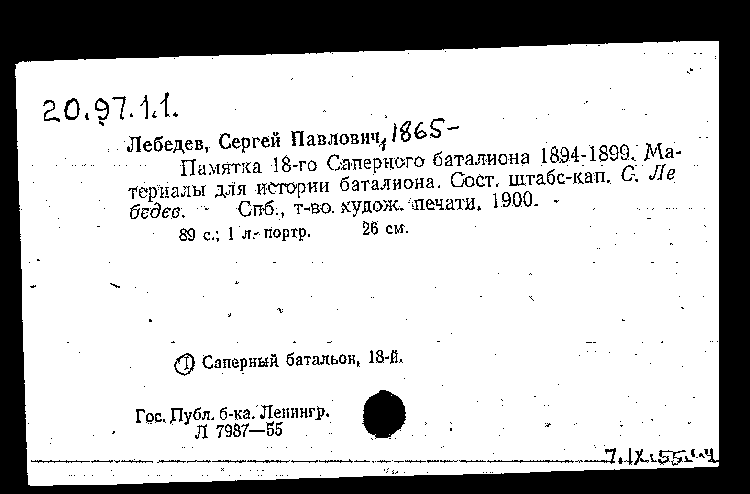 20.97.1.1.
Лебедев, Сергей Павлович, 1865-
Памятка 18-го Саперного баталиона 1894-1899. Ма-
териалы для истории баталиона. Сост. штабс-кап. С. Ле
бедев. - Спб., т-во. худож. печати. 1900.
89 с.; 1 л. портр. 26 см.
1 Саперный батальон, 18-й.
Гос. Публ. б-ка. Ленингр.
Л 7987—55
7.IX.55